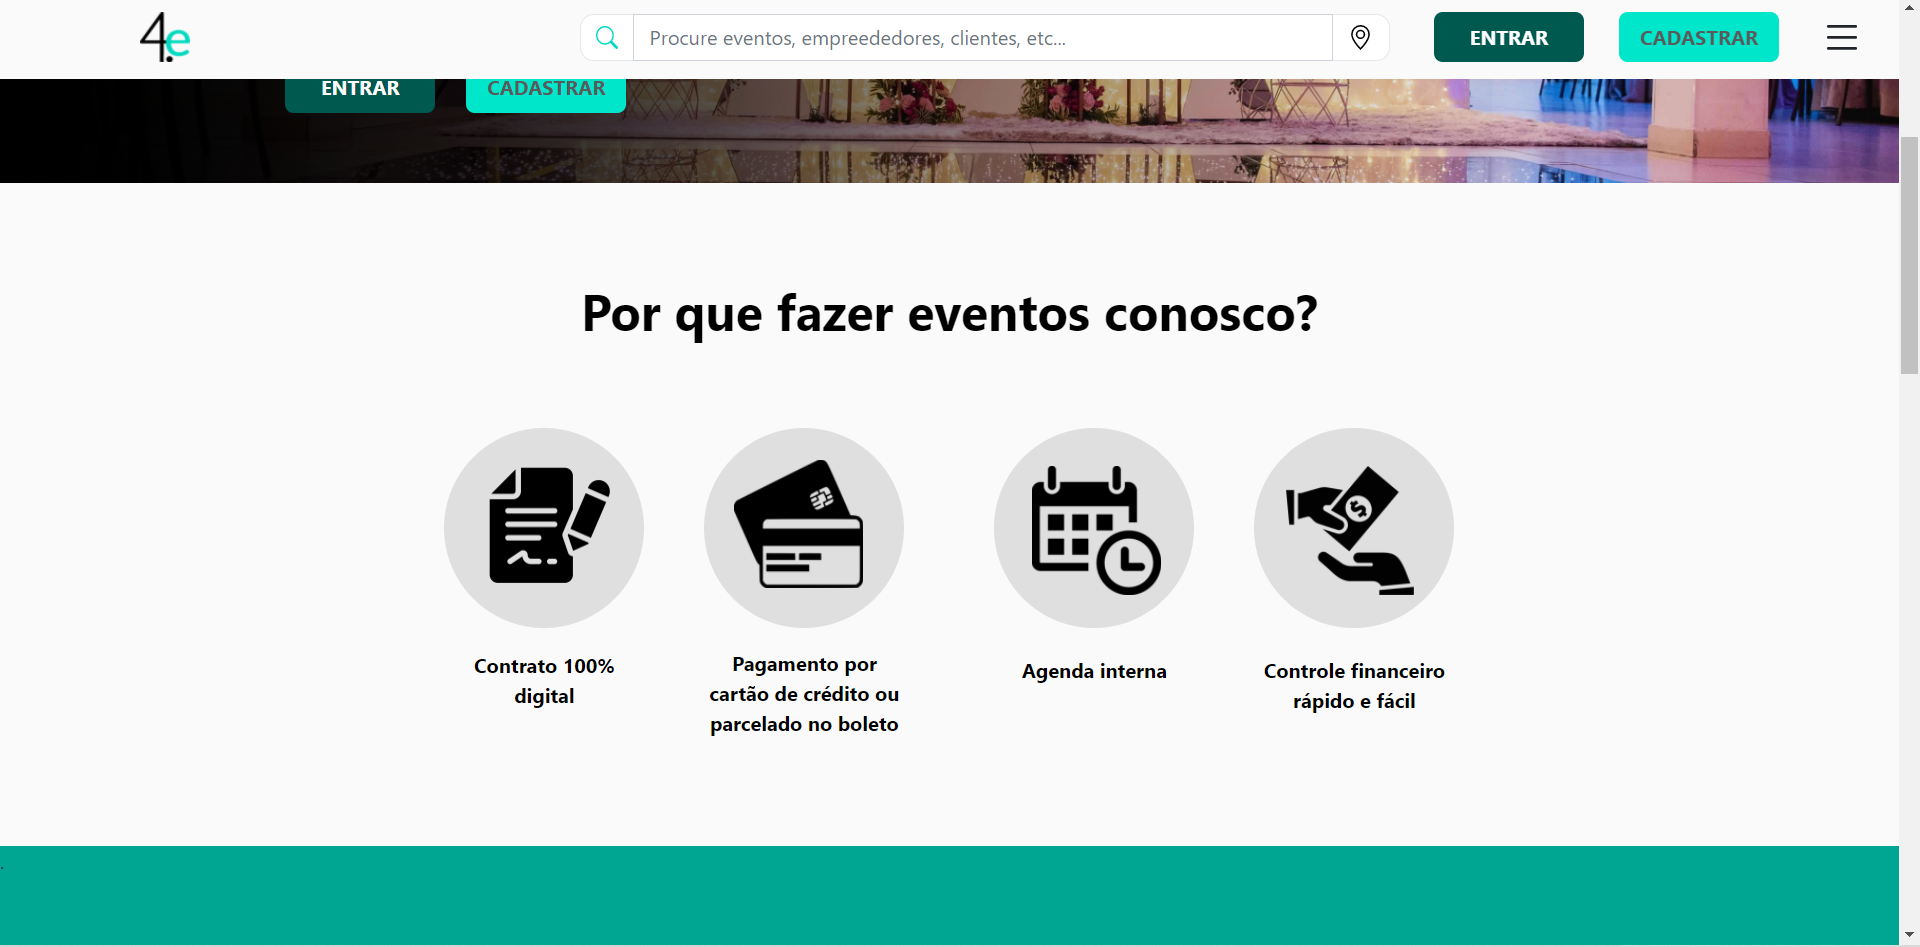 4.e
Procure eventos, empreededores, clientes, etc...
ENTRAR
CADASTRAR
ENTRAR
CADASTRAR
Por que fazer eventos conosco?
Contrato 100%
digital
Pagamento por
cartão de crédito ou
parcelado no boleto
Agenda interna
Controle financeiro
rápido e fácil
.